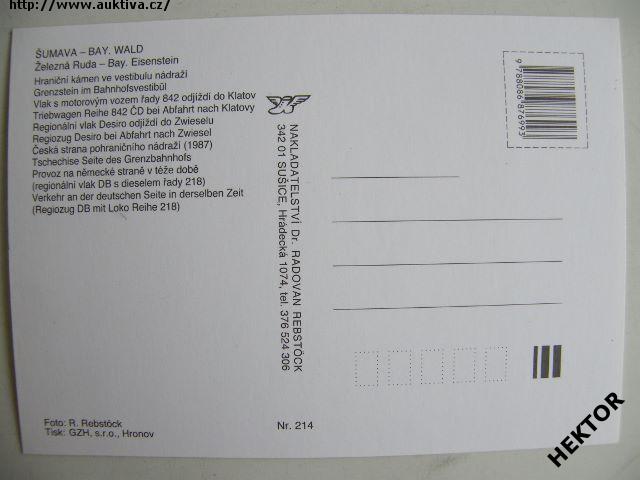 http://www.auktiva.cz/
ŠUMAVA – BAY. WALD
Železná Ruda – Bay. Eisenstein
Hraniční kámen ve vestibulu nádraží
Grenzstein im Bahnhofsvestibül
Vlak s motorovým vozem řady 842 odjíždí do Klatov
Triebwagen Reihe 842 ČD bei Abfahrt nach Klatovy
Regionální vlak Desiro odjíždí do Zwieselu
Regiozug Desiro bei Abfahrt nach Zwiesel
Česká strana pohraničního nádraží (1987)
Tschechise Seite des Grenzbahnhofs
Provoz na německé straně v téže době
(regionální vlak DB s dieselem řady 218)
Verkehr an der deutschen Seite in derselben Zeit
(Regiozug DB mit Loko Reihe 218)
Foto: R. Rebstöck
Tisk: GZH, s.r.o., Hronov
NAKLADATELSTVÍ Dr. RADOVAN REBSTÖCK
342 01 SUŠICE, Hrádecká 1074, tel. 376 524 306
Nr. 214
9788086876993
HEKTOR